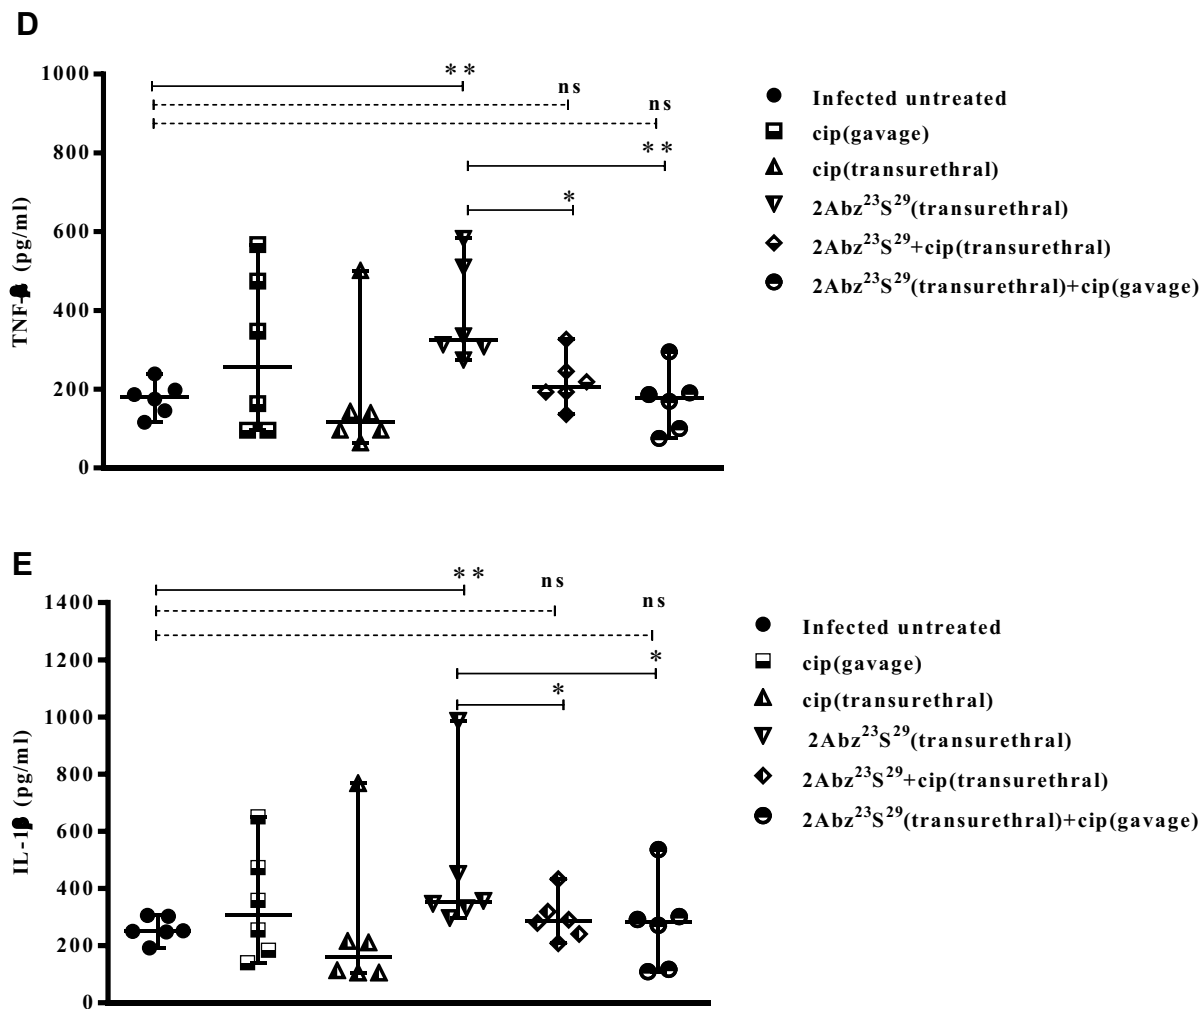 D
1000
800
600
400
200
0
TNF-β (pg/ml)
**
ns
ns
**
*
Infected untreated
cip(gavage)
cip(transurethral)
2Abz²³S²⁹(transurethral)
2Abz²³S²⁹+cip(transurethral)
2Abz²³S²⁹(transurethral)+cip(gavage)
E
1400
1200
1000
800
600
400
200
0
IL-1β (pg/ml)
**
ns
ns
*
*
Infected untreated
cip(gavage)
cip(transurethral)
2Abz²³S²⁹(transurethral)
2Abz²³S²⁹+cip(transurethral)
2Abz²³S²⁹(transurethral)+cip(gavage)